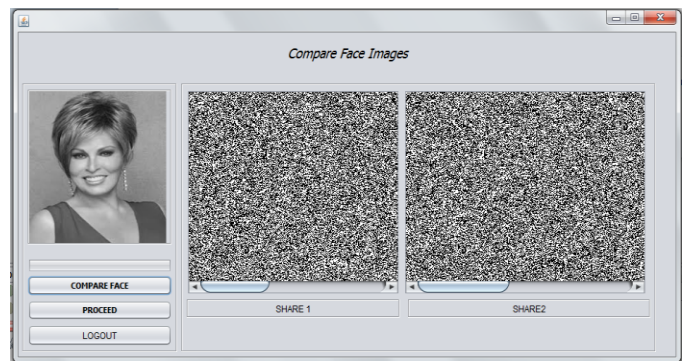 Compare Face Images
COMPARE FACE
PROCEED
LOGOUT
SHARE 1
SHARE2